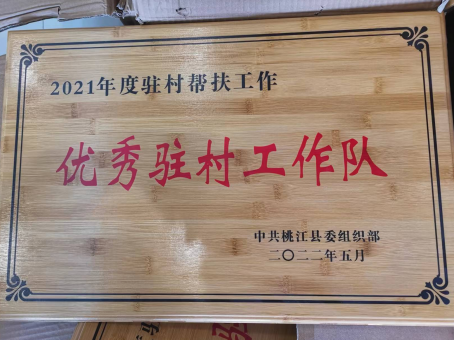 2021年度驻村帮扶工作
优秀驻村工作队
中共桃江县委组织部
二〇二二年五月